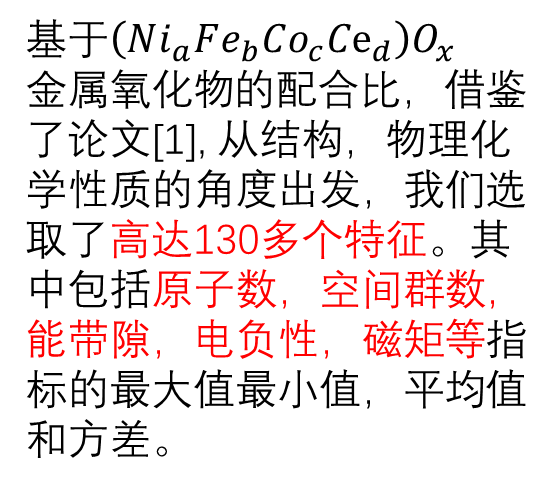 基于(Ni_aFe_bCo_cCe_d)O_x
金属氧化物的配合比，借鉴
了论文[1], 从结构，物理化
学性质的角度出发，我们选
取了高达130多个特征。其
中包括原子数，空间群数，
能带隙，电负性，磁矩等指
标的最大值最小值，平均值
和方差。